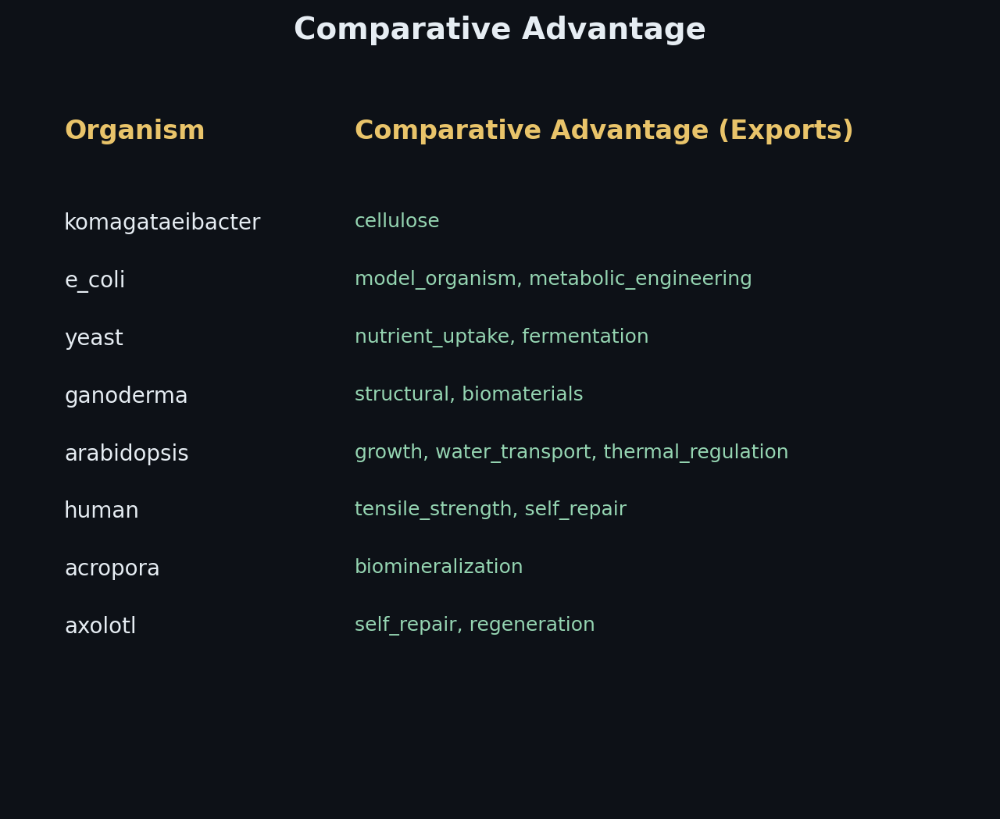 Comparative Advantage
Organism Comparative Advantage (Exports)
komagataeibacter cellulose
e_coli model_organism, metabolic_engineering
yeast nutrient_uptake, fermentation
ganoderma structural, biomaterials
arabidopsis growth, water_transport, thermal_regulation
human tensile_strength, self_repair
acropora biomineralization
axolotl self_repair, regeneration